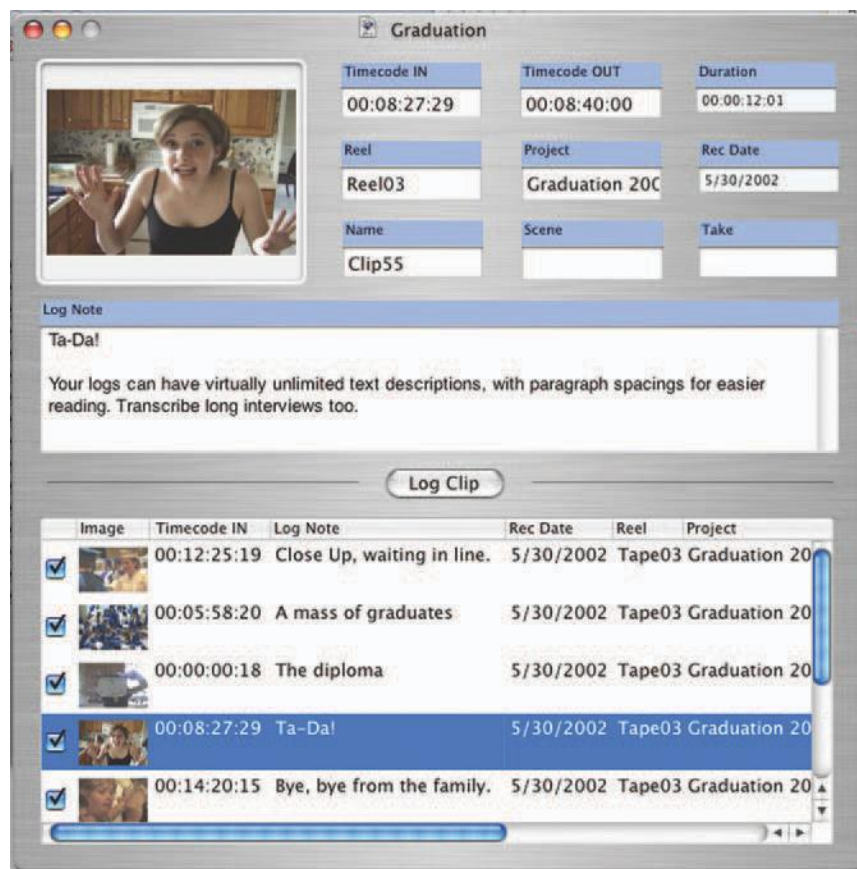 Graduation
Timecode IN Timecode OUT Duration
00:08:27:29 00:08:40:00 00:00:12:01
Reel Project Rec Date
Reel03 Graduation 200 5/30/2002
Name Scene Take
Clip55
Log Note
Ta-Da!
Your logs can have virtually unlimited text descriptions, with paragraph spacings for easier
reading. Transcribe long interviews too.
Log Clip
Image Timecode IN Log Note Rec Date Reel Project
00:12:25:19 Close Up, waiting in line. 5/30/2002 Tape03 Graduation 20
00:05:58:20 A mass of graduates 5/30/2002 Tape03 Graduation 20
00:00:00:18 The diploma 5/30/2002 Tape03 Graduation 20
00:08:27:29 Ta-Da! 5/30/2002 Tape03 Graduation 20
00:14:20:15 Bye, bye from the family. 5/30/2002 Tape03 Graduation 20